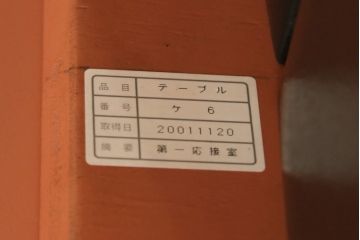 品目 テーブル
番号 ケ6
取得日 20011120
摘要 第一応接室